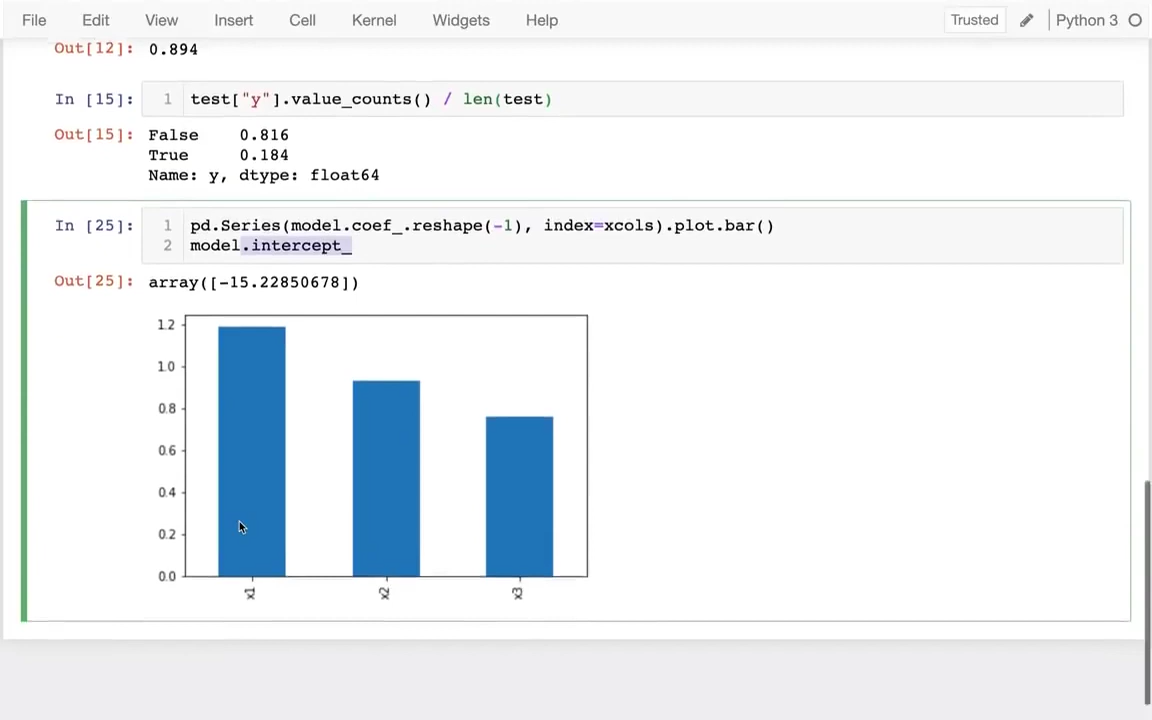 File Edit View Insert Cell Kernel Widgets Help Trusted Python 3
Out[12]: 0.894
In [15]: 1 test["y"].value_counts() / len(test)
Out[15]: False 0.816
True 0.184
Name: y, dtype: float64
In [25]: 1 pd.Series(model.coef_.reshape(-1), index=xcols).plot.bar()
2 model.intercept_
Out[25]: array([-15.22850678])
1.2
1.0
0.8
0.6
0.4
0.2
0.0
x1 x2 x3